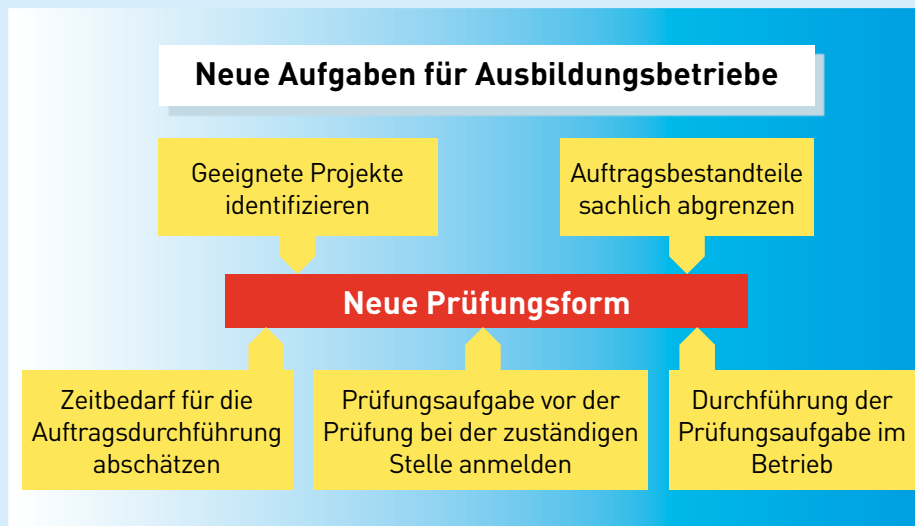 Neue Aufgaben für Ausbildungsbetriebe
Geeignete Projekte
identifizieren
Auftragsbestandteile
sachlich abgrenzen
Neue Prüfungsform
Zeitbedarf für die
Auftragsdurchführung
abschätzen
Prüfungsaufgabe vor der
Prüfung bei der zuständigen
Stelle anmelden
Durchführung der
Prüfungsaufgabe im
Betrieb